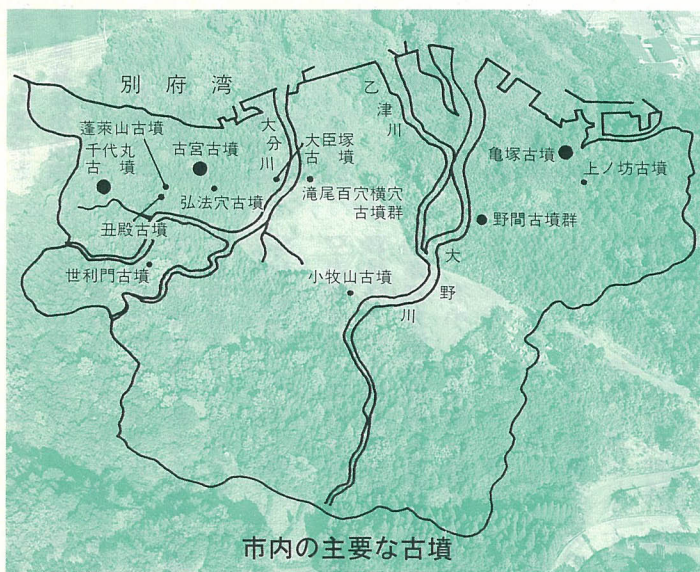 別府湾
蓬萊山古墳
千代丸
古墳
古宮古墳
大分川
大臣塚
古墳
乙津川
亀塚古墳
上ノ坊古墳
弘法穴古墳
滝尾百穴横穴
古墳群
丑殿古墳
野間古墳群
世利門古墳
小牧山古墳
大野川
市内の主要な古墳